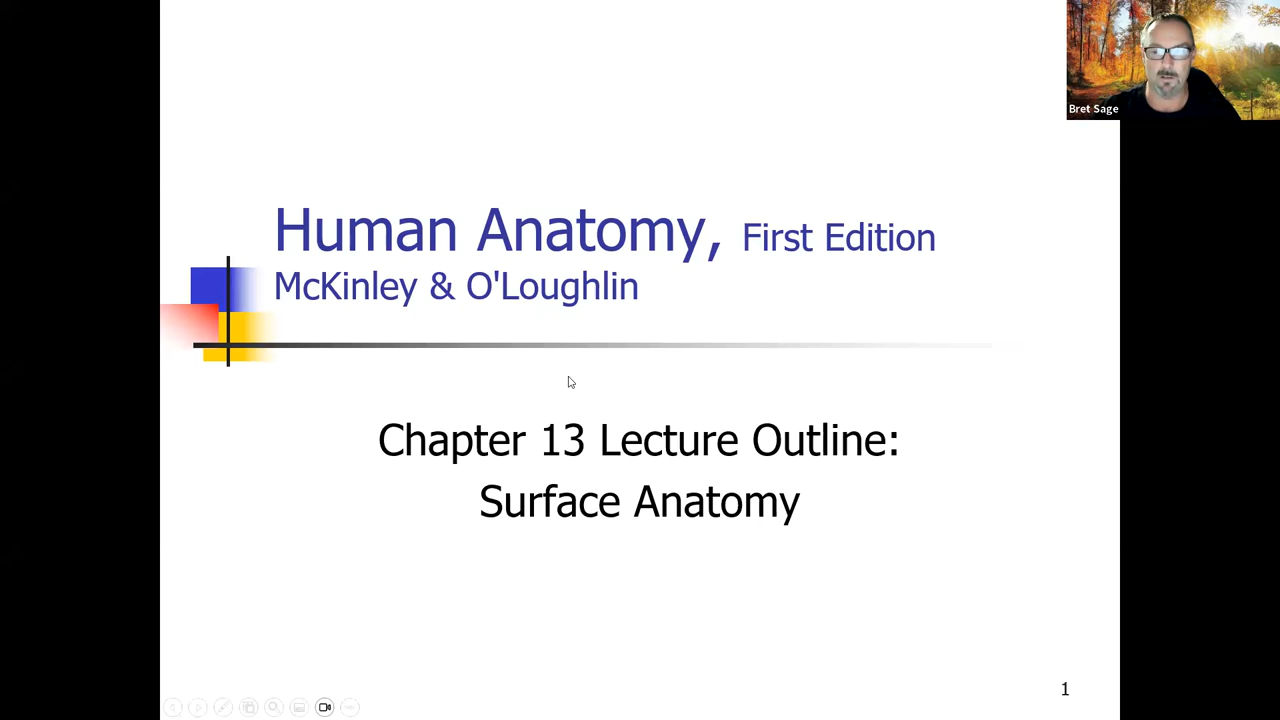 Bret Sage
Human Anatomy, First Edition
McKinley & O'Loughlin
Chapter 13 Lecture Outline:
Surface Anatomy
1